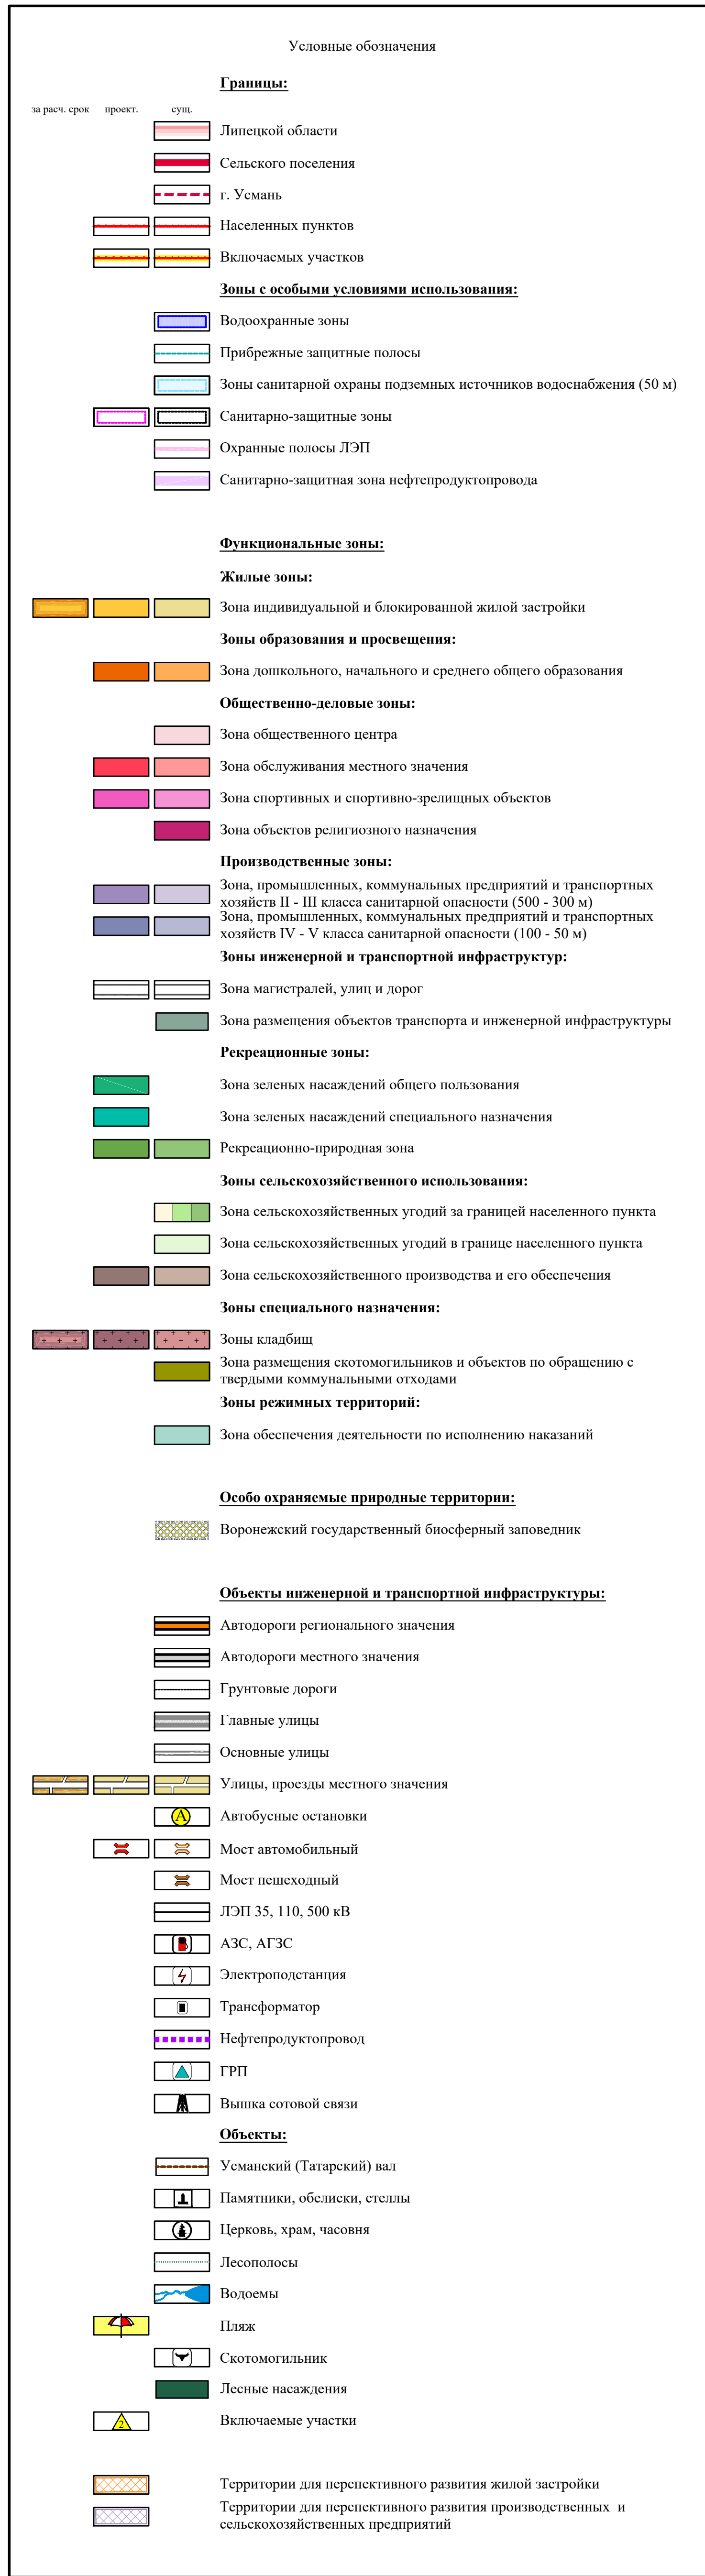 Условные обозначения
Границы:
за расч. срок проект. сущ.
Липецкой области
Сельского поселения
г. Усмань
Населенных пунктов
Включаемых участков
Зоны с особыми условиями использования:
Водоохранные зоны
Прибрежные защитные полосы
Зоны санитарной охраны подземных источников водоснабжения (50 м)
Санитарно-защитные зоны
Охранные полосы ЛЭП
Санитарно-защитная зона нефтепродуктопровода
Функциональные зоны:
Жилые зоны:
Зона индивидуальной и блокированной жилой застройки
Зоны образования и просвещения:
Зона дошкольного, начального и среднего общего образования
Общественно-деловые зоны:
Зона общественного центра
Зона обслуживания местного значения
Зона спортивных и спортивно-зрелищных объектов
Зона объектов религиозного назначения
Производственные зоны:
Зона, промышленных, коммунальных предприятий и транспортных
хозяйств II - III класса санитарной опасности (500 - 300 м)
Зона, промышленных, коммунальных предприятий и транспортных
хозяйств IV - V класса санитарной опасности (100 - 50 м)
Зоны инженерной и транспортной инфраструктур:
Зона магистралей, улиц и дорог
Зона размещения объектов транспорта и инженерной инфраструктуры
Рекреационные зоны:
Зона зеленых насаждений общего пользования
Зона зеленых насаждений специального назначения
Рекреационно-природная зона
Зоны сельскохозяйственного использования:
Зона сельскохозяйственных угодий за границей населенного пункта
Зона сельскохозяйственных угодий в границе населенного пункта
Зона сельскохозяйственного производства и его обеспечения
Зоны специального назначения:
Зоны кладбищ
Зона размещения скотомогильников и объектов по обращению с
твердыми коммунальными отходами
Зоны режимных территорий:
Зона обеспечения деятельности по исполнению наказаний
Особо охраняемые природные территории:
Воронежский государственный биосферный заповедник
Объекты инженерной и транспортной инфраструктуры:
Автодороги регионального значения
Автодороги местного значения
Грунтовые дороги
Главные улицы
Основные улицы
Улицы, проезды местного значения
А Автобусные остановки
Мост автомобильный
Мост пешеходный
ЛЭП 35, 110, 500 кВ
АЗС, АГЗС
Электроподстанция
Трансформатор
Нефтепродуктопровод
ГРП
Вышка сотовой связи
Объекты:
Усманский (Татарский) вал
Памятники, обелиски, стеллы
Церковь, храм, часовня
Лесополосы
Водоемы
Пляж
Скотомогильник
Лесные насаждения
2 Включаемые участки
Территории для перспективного развития жилой застройки
Территории для перспективного развития производственных и
сельскохозяйственных предприятий